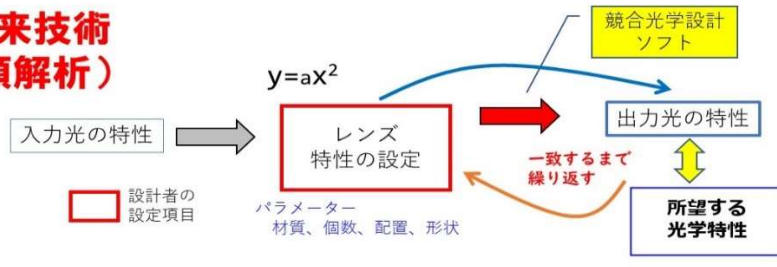 来技術
解析）
y=ax²
競合光学設計
ソフト
入力光の特性
レンズ
特性の設定
出力光の特性
一致するまで
繰り返す
設計者の
設定項目
パラメーター
材質、個数、配置、形状
所望する
光学特性